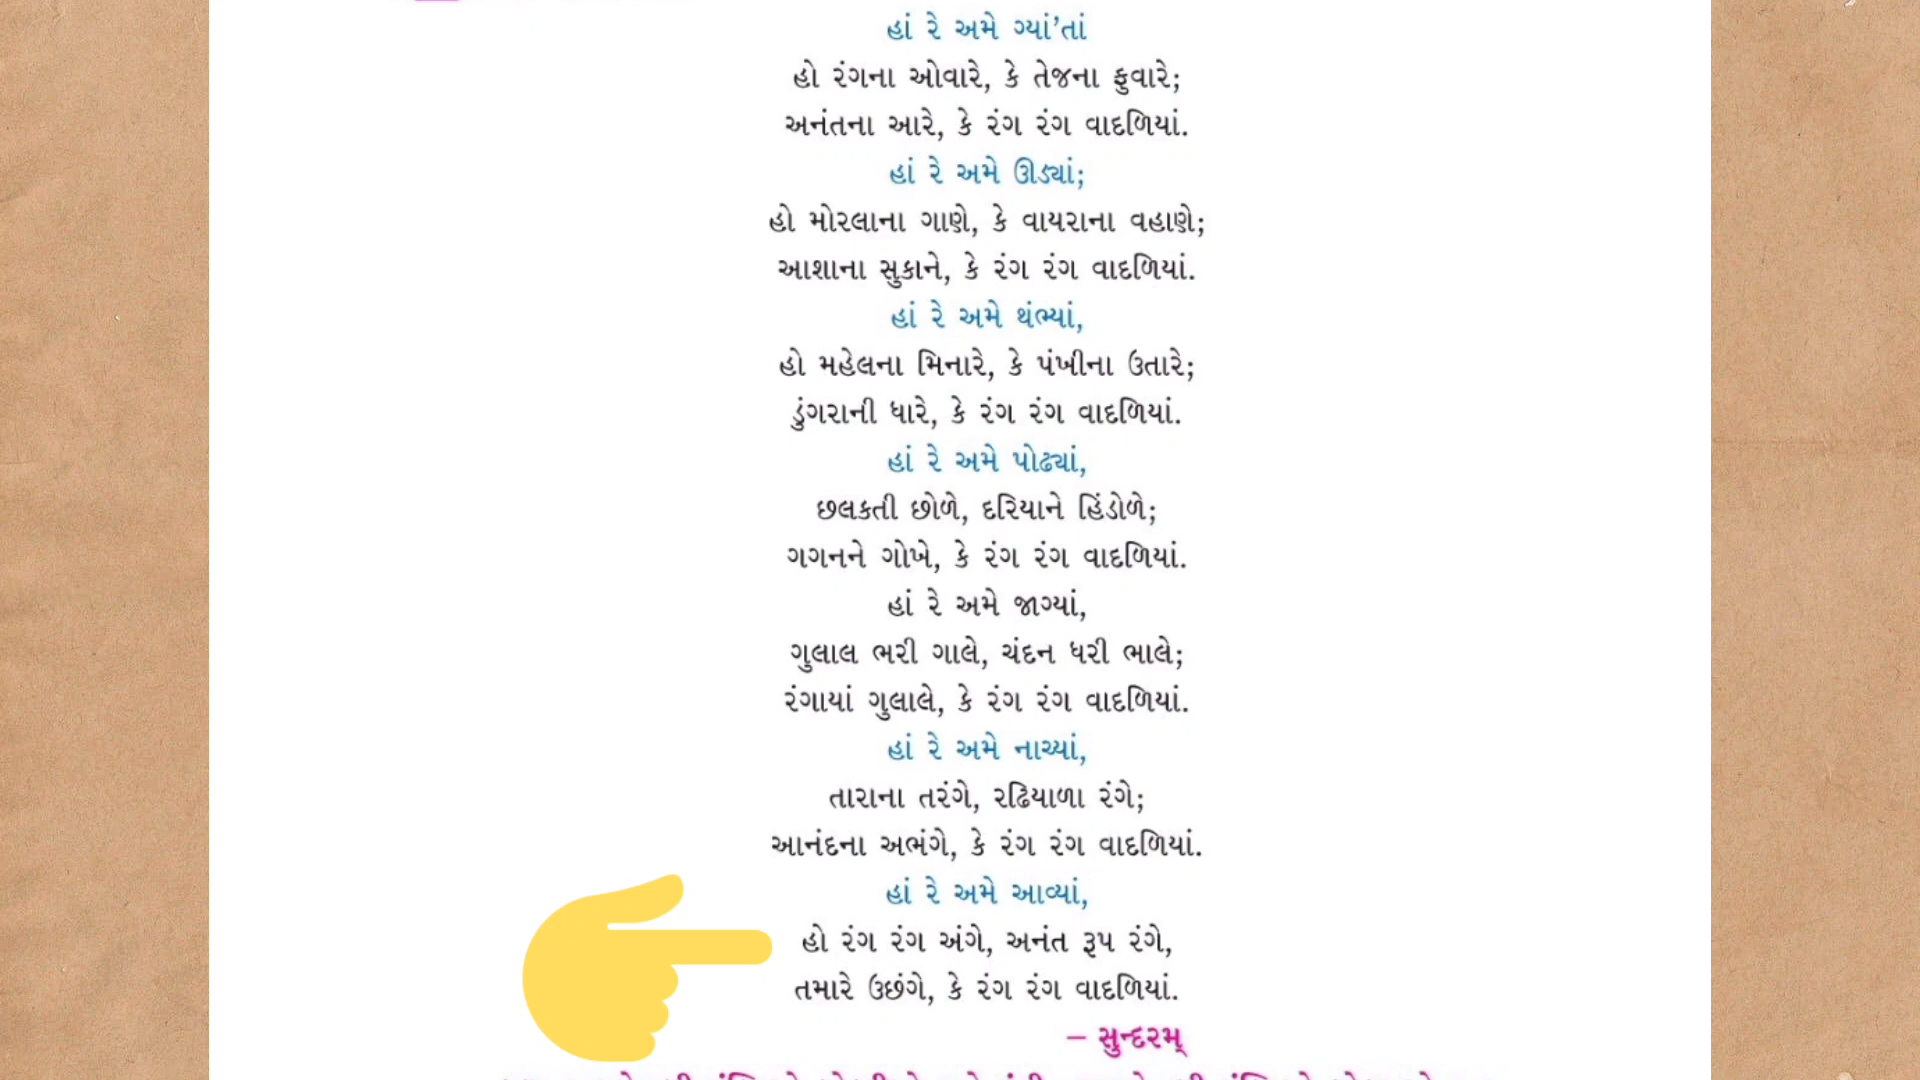 હાં રે અમે ગ્યાં’તાં
હો રંગના ઓવારે, કે તેજના ફુવારે;
અનંતના આરે, કે રંગ રંગ વાદળિયાં.
હાં રે અમે ઊડ્યાં;
હો મોરલાના ગાણે, કે વાયરાના વહાણે;
આશાના સુકાને, કે રંગ રંગ વાદળિયાં.
હાં રે અમે થંભ્યાં,
હો મહેલના મિનારે, કે પંખીના ઉતારે;
ડુંગરાની ધારે, કે રંગ રંગ વાદળિયાં.
હાં રે અમે પોઢ્યાં,
છલકતી છોળે, દરિયાને હિંડોળે;
ગગનને ગોખે, કે રંગ રંગ વાદળિયાં.
હાં રે અમે જાગ્યાં,
ગુલાલ ભરી ગાલે, ચંદન ધરી ભાલે;
રંગાયાં ગુલાલે, કે રંગ રંગ વાદળિયાં.
હાં રે અમે નાચ્યાં,
તારાના તરંગે, રઢિયાળા રંગે;
આનંદના અભંગે, કે રંગ રંગ વાદળિયાં.
હાં રે અમે આવ્યાં,
હો રંગ રંગ અંગે, અનંત રૂપ રંગે,
તમારે ઉછંગે, કે રંગ રંગ વાદળિયાં.
– સુન્દરમ્